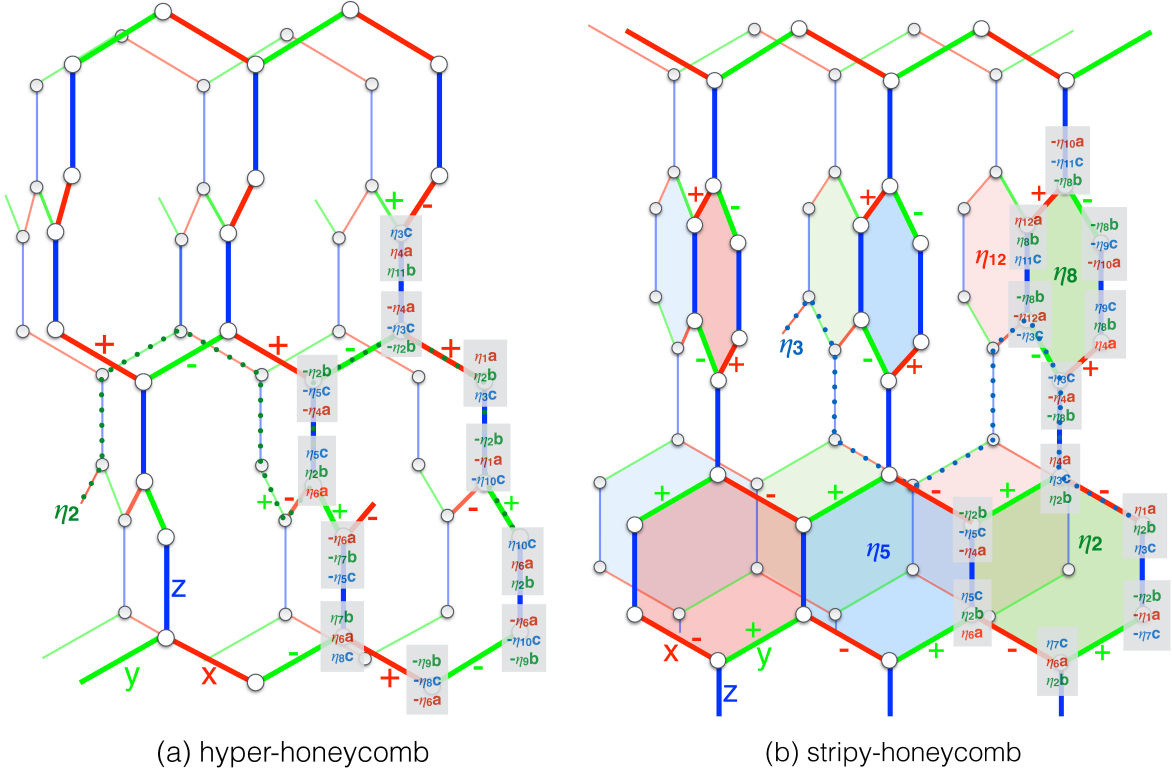 +
-
η3c
η4a
η11b
-η4a
-η3c
-η2b
+
-
+
-
+
η1a
η2b
η3c
-η2b
-η5c
-η4a
-η2b
-η1a
-η10c
η5c
η2b
η6a
η2
+
-
-
-
+
-η6a
-η7b
-η5c
η10c
η6a
η2b
z
η7b
η6a
η8c
-η6a
-η10c
-η9b
y
x
-
+
-
-η9b
-η8c
-η6a
(a) hyper-honeycomb
-η10a
-η11c
-η8b
+
-
+
-
+
-
η12a
η8b
η11c
-η8b
-η9c
-η10a
η12
η8
-η8b
-η12a
-η3c
η9c
η8b
η4a
η3
-
+
-
+
-
+
-η3c
-η4a
-η8b
η4a
η3c
η2b
+
-
+
-
+
-
-η2b
-η5c
-η4a
η1a
η2b
η3c
η5
η2
η5c
η2b
η6a
-η2b
-η1a
-η7c
-
x
+
y
-
+
-
+
η7c
η6a
η2b
z
(b) stripy-honeycomb